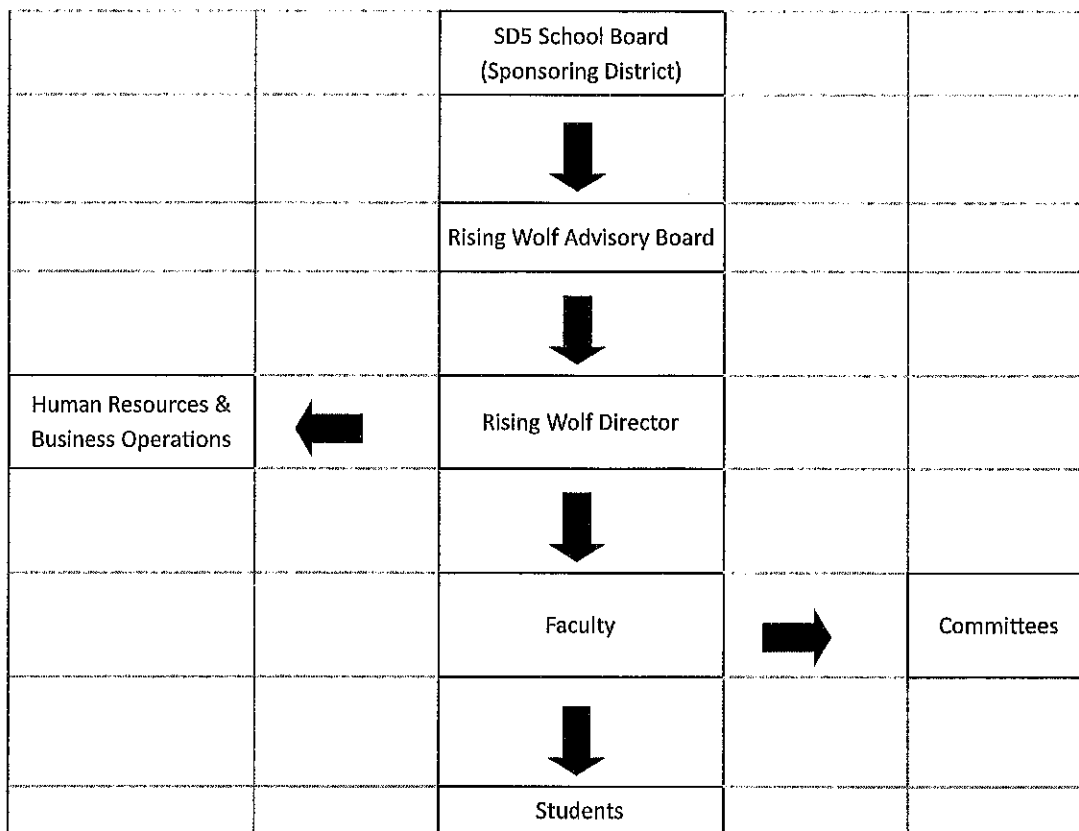 SD5 School Board
(Sponsoring District)
Rising Wolf Advisory Board
Human Resources &
Business Operations
Rising Wolf Director
Faculty
Committees
Students